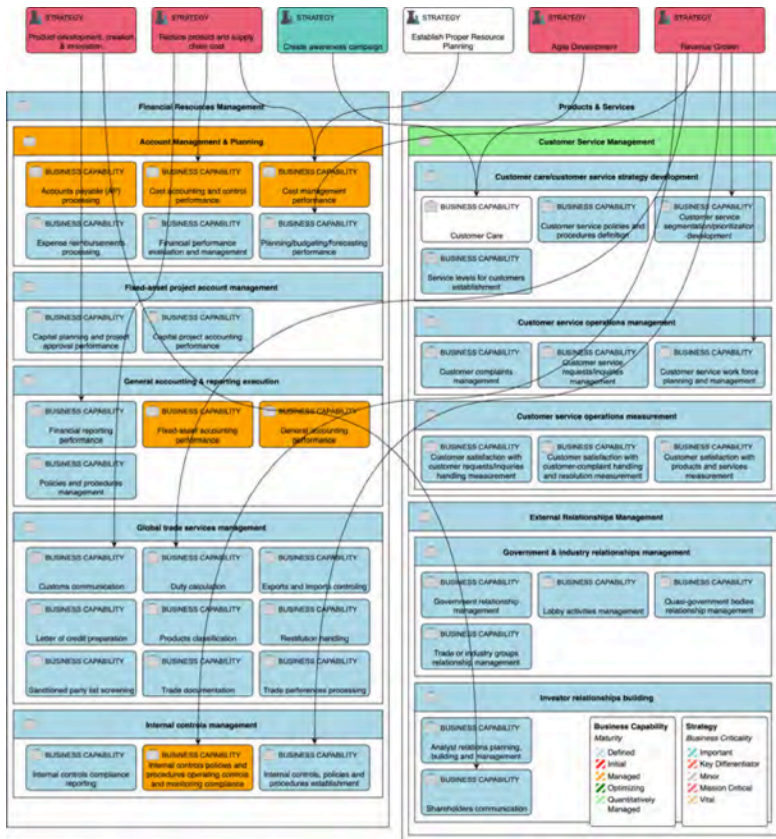 STRATEGY
Product development, creation
& innovation
STRATEGY
Reduce product and supply
chain cost
STRATEGY
Create awareness campaign
STRATEGY
Establish Proper Resource
Planning
STRATEGY
Agile Development
STRATEGY
Revenue Growth
Financial Resources Management
Account Management & Planning
BUSINESS CAPABILITY
Accounts payable (AP)
processing
BUSINESS CAPABILITY
Cost accounting and control
performance
BUSINESS CAPABILITY
Cost management
performance
BUSINESS CAPABILITY
Expense reimbursements
processing
BUSINESS CAPABILITY
Financial performance
evaluation and management
BUSINESS CAPABILITY
Planning/budgeting/forecasting
performance
Fixed-asset project account management
BUSINESS CAPABILITY
Capital planning and project
approval performance
BUSINESS CAPABILITY
Capital project accounting
performance
General accounting & reporting execution
BUSINESS CAPABILITY
Financial reporting
performance
BUSINESS CAPABILITY
Fixed-asset accounting
performance
BUSINESS CAPABILITY
General accounting
performance
BUSINESS CAPABILITY
Policies and procedures
management
Global trade services management
BUSINESS CAPABILITY
Customs communication
BUSINESS CAPABILITY
Duty calculation
BUSINESS CAPABILITY
Exports and Imports controling
BUSINESS CAPABILITY
Letter of credit preparation
BUSINESS CAPABILITY
Products classification
BUSINESS CAPABILITY
Restitution handling
BUSINESS CAPABILITY
Sanctioned party list screening
BUSINESS CAPABILITY
Trade documentation
BUSINESS CAPABILITY
Trade perferences processing
Internal controls management
BUSINESS CAPABILITY
Internal controls compliance
reporting
BUSINESS CAPABILITY
Internal controls policies and
procedures operating controls
and monitoring compliance
BUSINESS CAPABILITY
Internal controls, policies and
procedures establishment
Products & Services
Customer Service Management
Customer care/customer service strategy development
BUSINESS CAPABILITY
Customer Care
BUSINESS CAPABILITY
Customer service policies and
procedures definition
BUSINESS CAPABILITY
Customer service
segmentation/prioritization
development
BUSINESS CAPABILITY
Service levels for customers
establishment
Customer service operations management
BUSINESS CAPABILITY
Customer complaints
management
BUSINESS CAPABILITY
Customer service
requests/inquiries
management
BUSINESS CAPABILITY
Customer service work force
planning and management
Customer service operations measurement
BUSINESS CAPABILITY
Customer satisfaction with
customer requests/inquiries
handling measurement
BUSINESS CAPABILITY
Customer satisfaction with
customer-complaint handling
and resolution measurement
BUSINESS CAPABILITY
Customer satisfaction with
products and services
measurement
External Relationships Management
Government & industry relationships management
BUSINESS CAPABILITY
Government relationship
management
BUSINESS CAPABILITY
Lobby activities management
BUSINESS CAPABILITY
Quasi-government bodies
relationship management
BUSINESS CAPABILITY
Trade or industry groups
relationship management
Investor relationships building
BUSINESS CAPABILITY
Analyst relations planning,
building and management
BUSINESS CAPABILITY
Shareholders communication
Business Capability
Maturity
Defined
Initial
Managed
Optimizing
Quantitatively
Managed
Strategy
Business Criticality
Important
Key Differentiator
Minor
Mission Critical
Vital